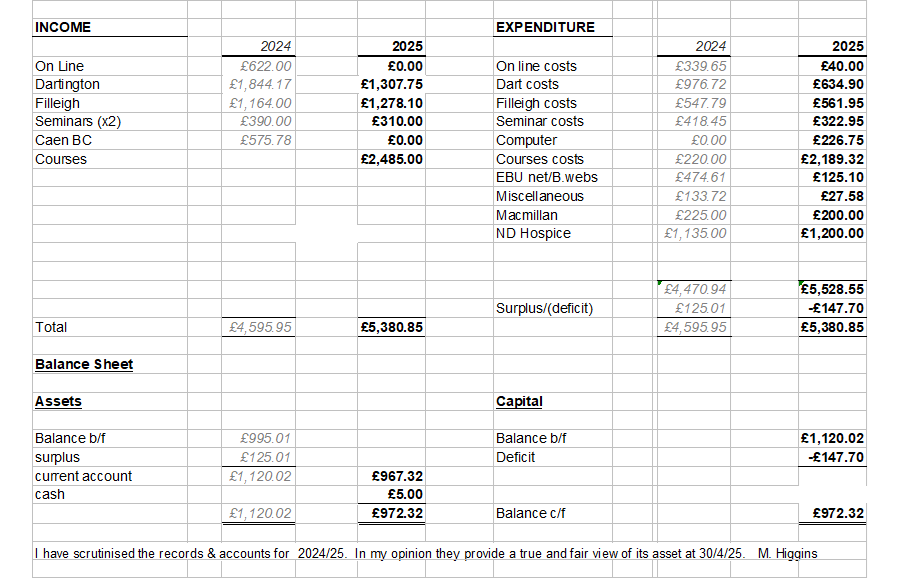 INCOME EXPENDITURE
2024 2025 2024 2025
On Line £622.00 £0.00 On line costs £339.65 £40.00
Dartington £1,844.17 £1,307.75 Dart costs £976.72 £634.90
Filleigh £1,164.00 £1,278.10 Filleigh costs £547.79 £561.95
Seminars (x2) £390.00 £310.00 Seminar costs £418.45 £322.95
Caen BC £575.78 £0.00 Computer £0.00 £226.75
Courses £2,485.00 Courses costs £220.00 £2,189.32
EBU net/B.webs £474.61 £125.10
Miscellaneous £133.72 £27.58
Macmillan £225.00 £200.00
ND Hospice £1,135.00 £1,200.00
£4,470.94 £5,528.55
Surplus/(deficit) £125.01 -£147.70
Total £4,595.95 £5,380.85 £4,595.95 £5,380.85
Balance Sheet
Assets Capital
Balance b/f £995.01 Balance b/f £1,120.02
surplus £125.01 Deficit -£147.70
current account £1,120.02 £967.32
cash £5.00
£1,120.02 £972.32 Balance c/f £972.32
I have scrutinised the records & accounts for 2024/25. In my opinion they provide a true and fair view of its asset at 30/4/25. M. Higgins